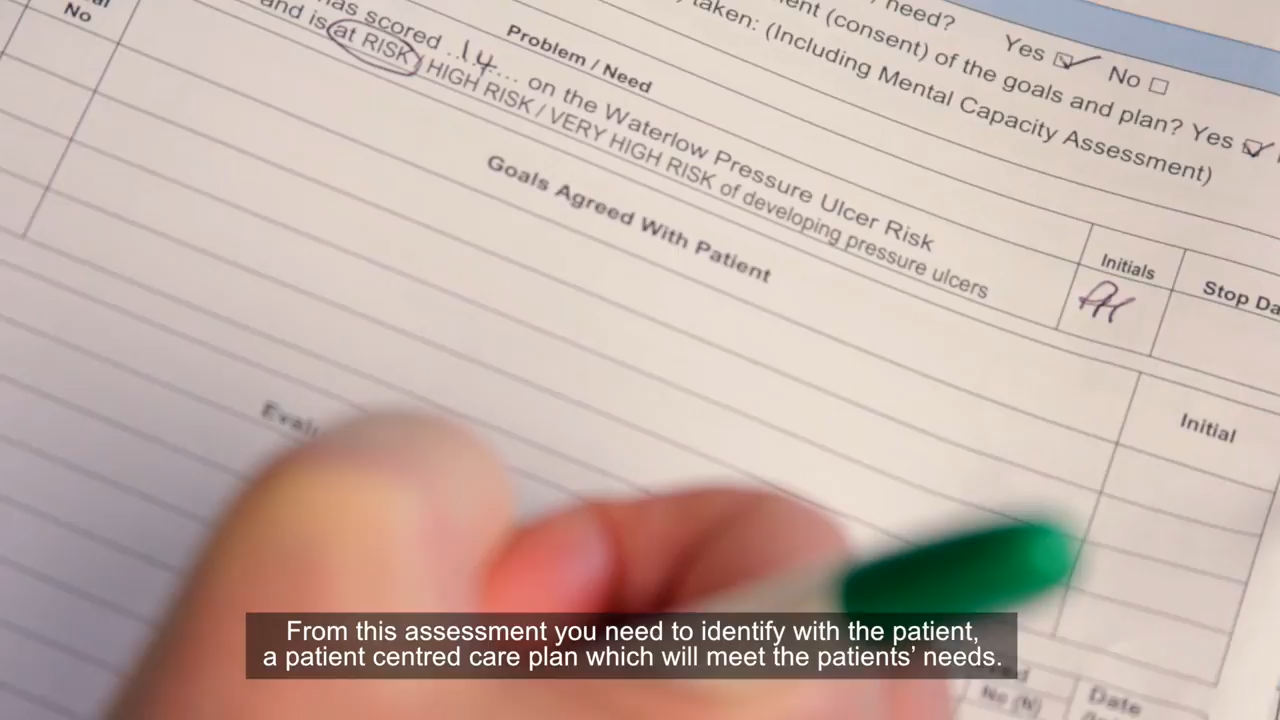 need?
Yes ☑ No ☐
ent (consent) of the goals and plan? Yes ☑
taken: (Including Mental Capacity Assessment)
No
Problem / Need
has scored ..14... on the Waterlow Pressure Ulcer Risk
and is at RISK / HIGH RISK / VERY HIGH RISK of developing pressure ulcers
Initials
Stop Da
Goals Agreed With Patient
Initial
No (N)
Date
From this assessment you need to identify with the patient,
a patient centred care plan which will meet the patients' needs.